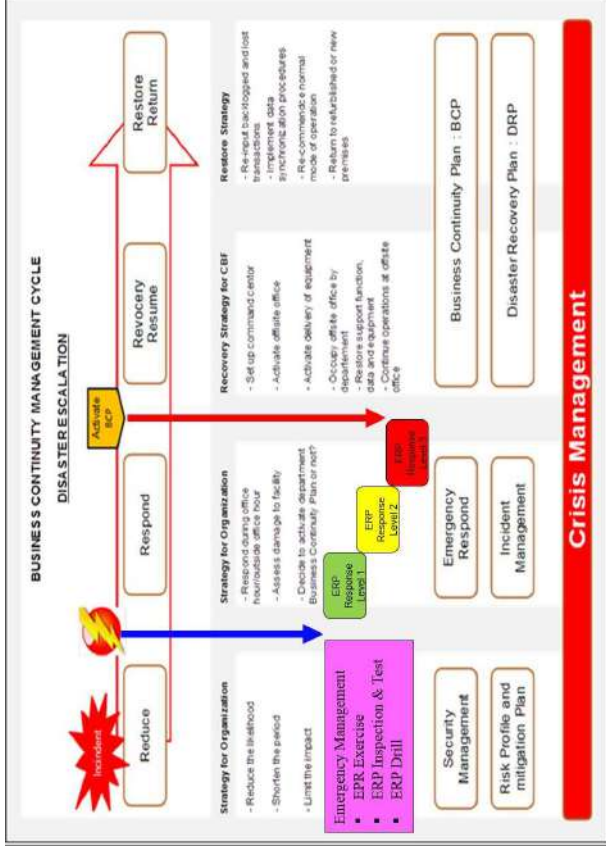 BUSINESS CONTINUITY MANAGEMENT CYCLE
DISASTER ESCALATION
Incindent
Activate
BCP
Reduce
Respond
Revocery
Resume
Restore
Return
Strategy for Organization
- Reduce the likelihood
- Shorten the period
- Limit the impact
Emergency Management
▪ EPR Exercise
▪ ERP Inspection & Test
▪ ERP Drill
Security
Management
Risk Profile and
mitigation Plan
Strategy for Organization
- Respond during office
hour/outside office hour
- Assess damage to facility
- Decide to activate department
Business Continuity Plan or not?
ERP
Response
Level 1
ERP
Response
Level 2
ERP
Response
Level 3
Emergency
Respond
Incident
Management
Recovery Strategy for CBF
- Set up command center
- Activate offisite office
- Activate delivery of equipment
- Occupy offsite office by
departement
- Restore support function,
data and equipment
- Continue operations at offsite
office
Restore Strategy
- Re-input backlogged and lost
transactions
- Implement data
synchronization procedures
- Re-commendce normal
mode of operation
- Return to refurblished or new
premises
Business Continuity Plan : BCP
Disaster Recovery Plan : DRP
Crisis Management